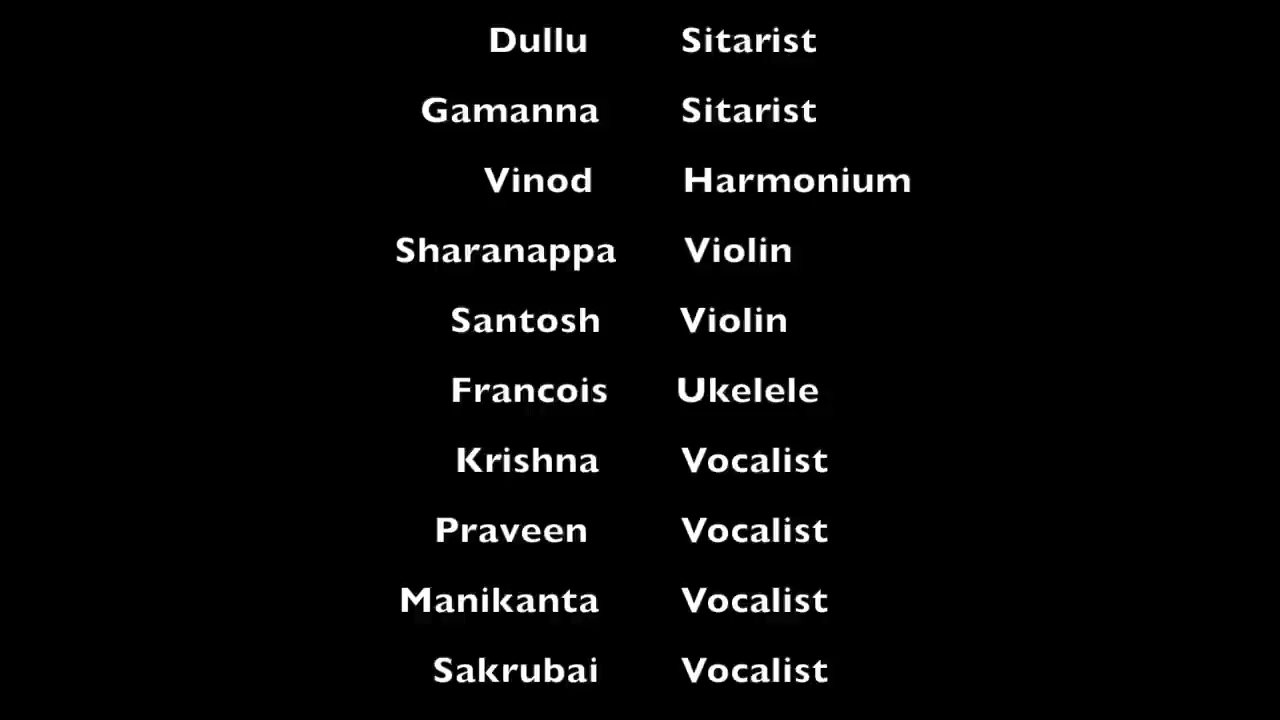 Dullu Sitarist
Gamanna Sitarist
Vinod Harmonium
Sharanappa Violin
Santosh Violin
Francois Ukelele
Krishna Vocalist
Praveen Vocalist
Manikanta Vocalist
Sakrubai Vocalist